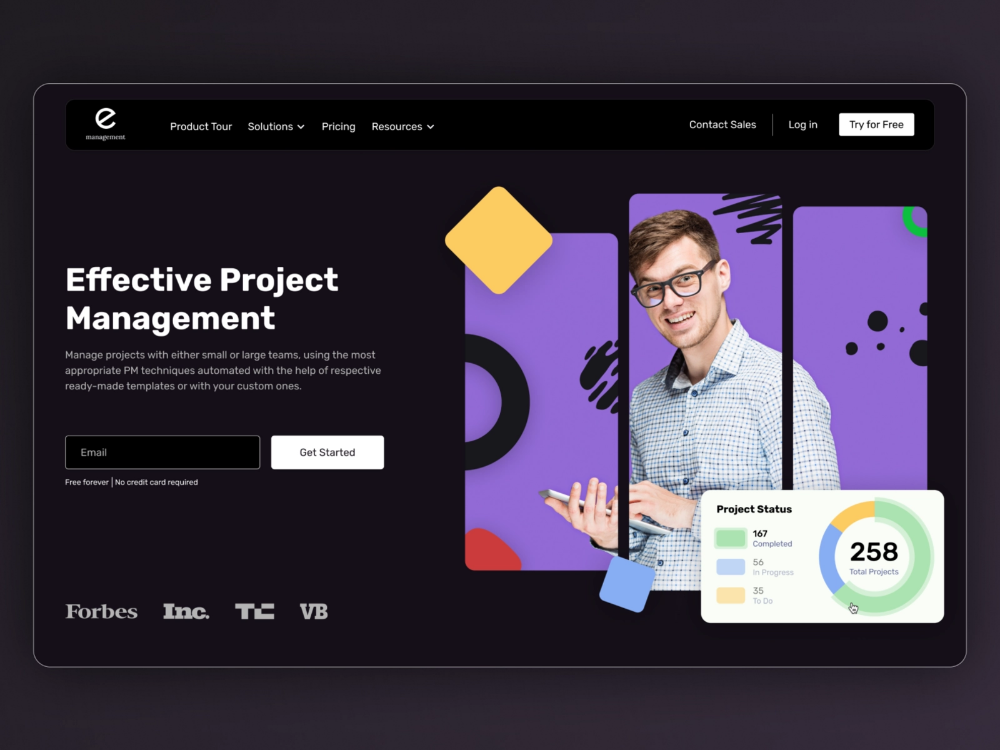 e
management
Product Tour
Solutions
Pricing
Resources
Contact Sales
Log in
Try for Free
Effective Project
Management
Manage projects with either small or large teams, using the most
appropriate PM techniques automated with the help of respective
ready-made templates or with your custom ones.
Email
Get Started
Free forever | No credit card required
Forbes
Inc.
TC
VB
Project Status
167
Completed
56
In Progress
35
To Do
258
Total Projects